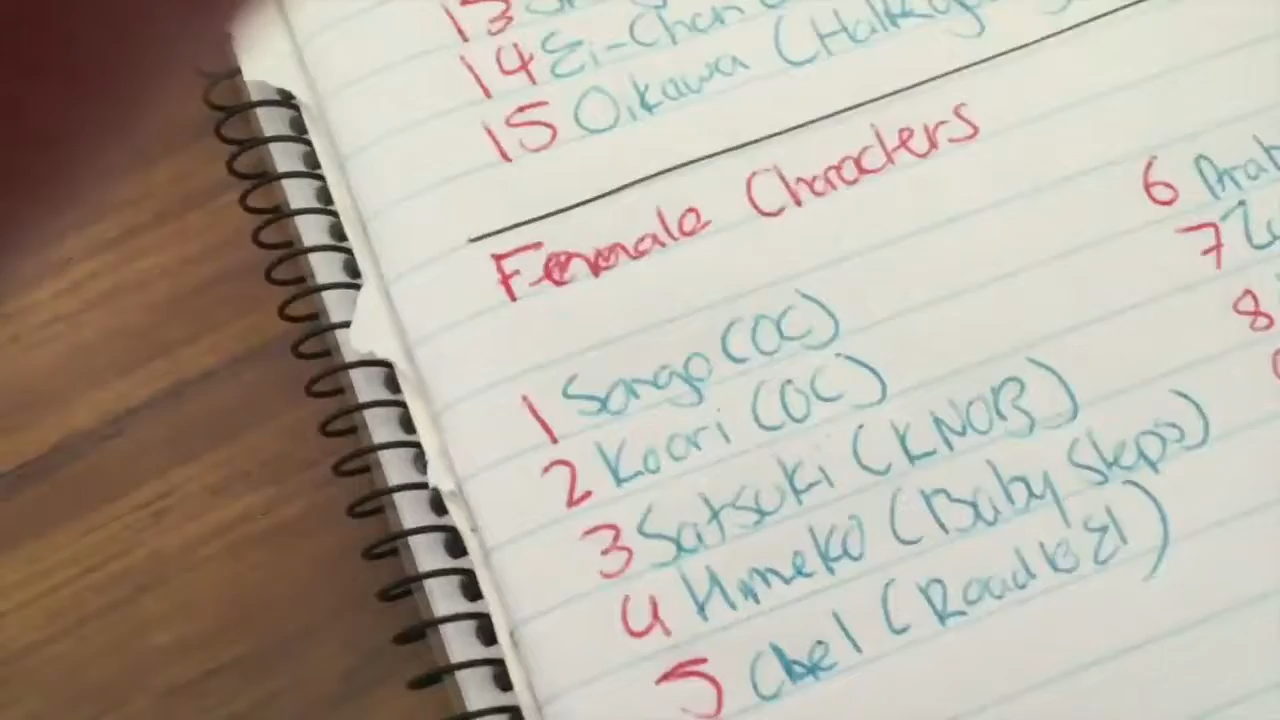 13
14 Ei-Chan
15 Oikawa (Haikyu
Female Characters
1 Sango (OC)
2 Koori (OC)
3 Satsuki (KNOB)
4 Himeko (Baby Steps)
5 Chel (Road to El)
6
7
8